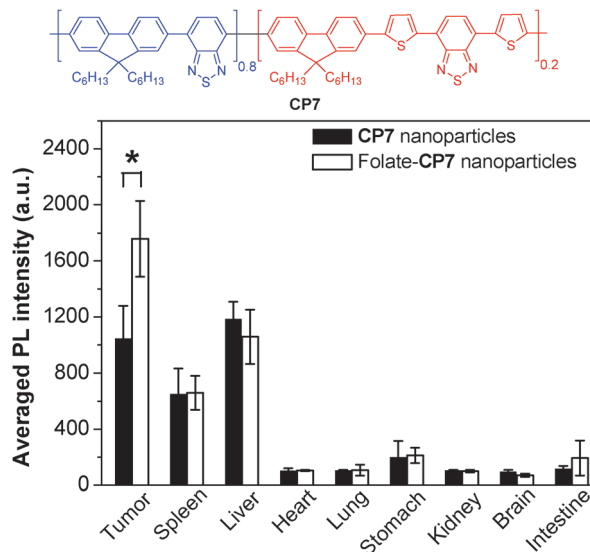 N N
S
0.8
S
N N
S
S
0.2
C6H13 C6H13
C6H13 C6H13
CP7
CP7 nanoparticles
Folate-CP7 nanoparticles
*
Averaged PL intensity (a.u.)
2400
2000
1600
1200
800
400
0
Tumor
Spleen
Liver
Heart
Lung
Stomach
Kidney
Brain
Intestine